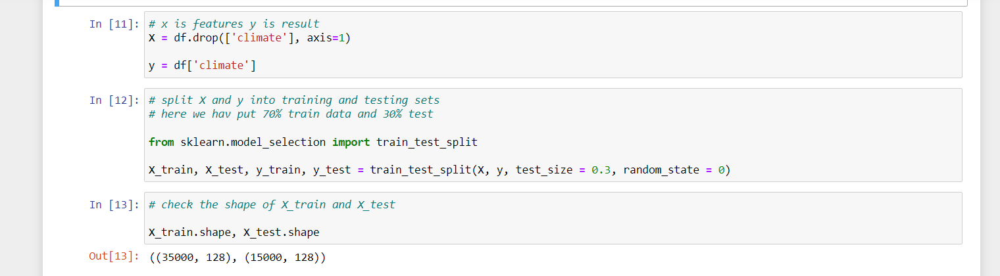 In [11]: # x is features y is result
X = df.drop(['climate'], axis=1)
y = df['climate']
In [12]: # split X and y into training and testing sets
# here we hav put 70% train data and 30% test
from sklearn.model_selection import train_test_split
X_train, X_test, y_train, y_test = train_test_split(X, y, test_size = 0.3, random_state = 0)
In [13]: # check the shape of X_train and X_test
X_train.shape, X_test.shape
Out[13]: ((35000, 128), (15000, 128))